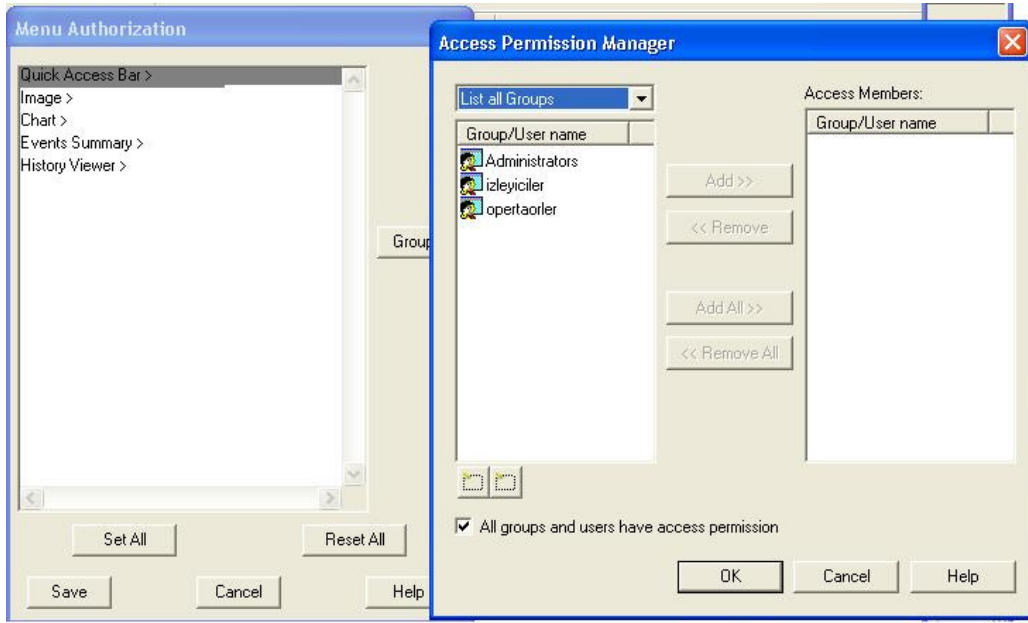 Menu Authorization
Quick Access Bar >
Image >
Chart >
Events Summary >
History Viewer >
Group
Set All
Reset All
Save
Cancel
Help
Access Permission Manager
List all Groups
Group/User name
Administrators
izleyiciler
opertaorler
Add >>
<< Remove
Add All >>
<< Remove All
Access Members:
Group/User name
All groups and users have access permission
OK
Cancel
Help